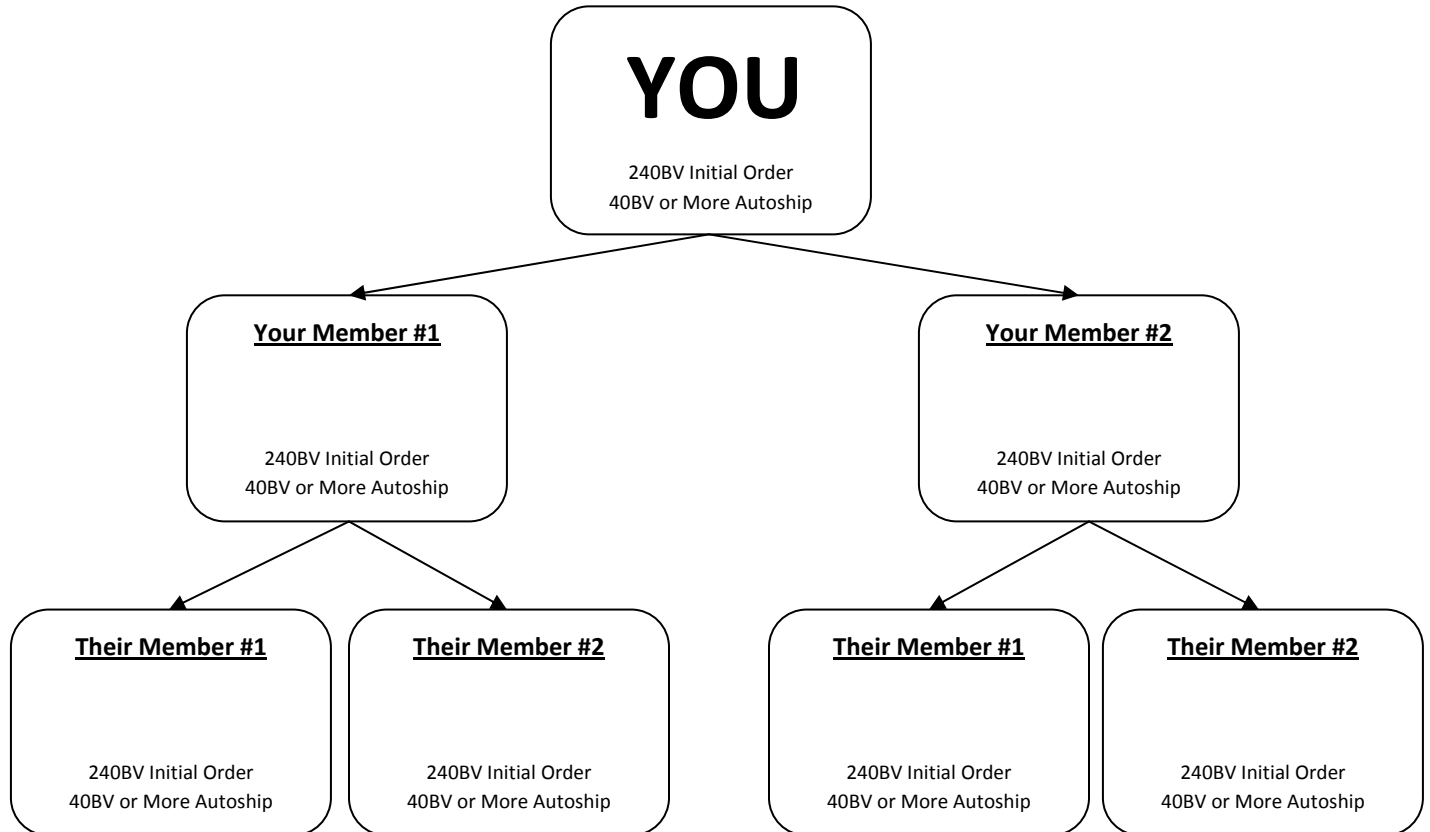 YOU
240BV Initial Order
40BV or More Autoship
Your Member #1
240BV Initial Order
40BV or More Autoship
Your Member #2
240BV Initial Order
40BV or More Autoship
Their Member #1
240BV Initial Order
40BV or More Autoship
Their Member #2
240BV Initial Order
40BV or More Autoship
Their Member #1
240BV Initial Order
40BV or More Autoship
Their Member #2
240BV Initial Order
40BV or More Autoship